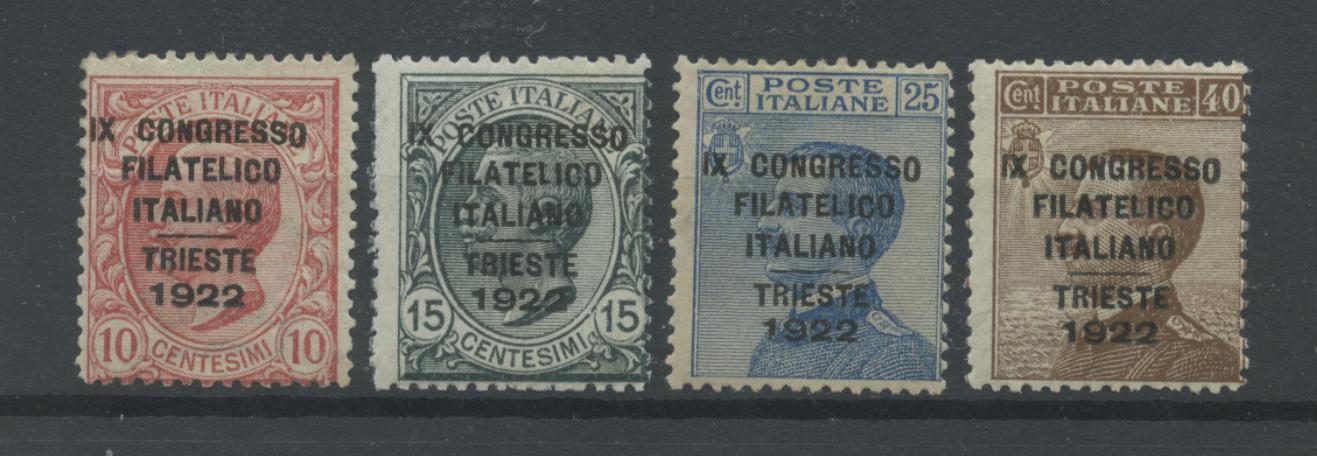 POSTE ITALIANE
IX CONGRESSO
FILATELICO
ITALIANO
TRIESTE
1922
10 CENTESIMI 10
POSTE ITALIANE
IX CONGRESSO
FILATELICO
ITALIANO
TRIESTE
1922
15 CENTESIMI 15
Cent. POSTE ITALIANE 25
IX CONGRESSO
FILATELICO
ITALIANO
TRIESTE
1922
Cent POSTE ITALIANE 40
IX CONGRESSO
FILATELICO
ITALIANO
TRIESTE
1922